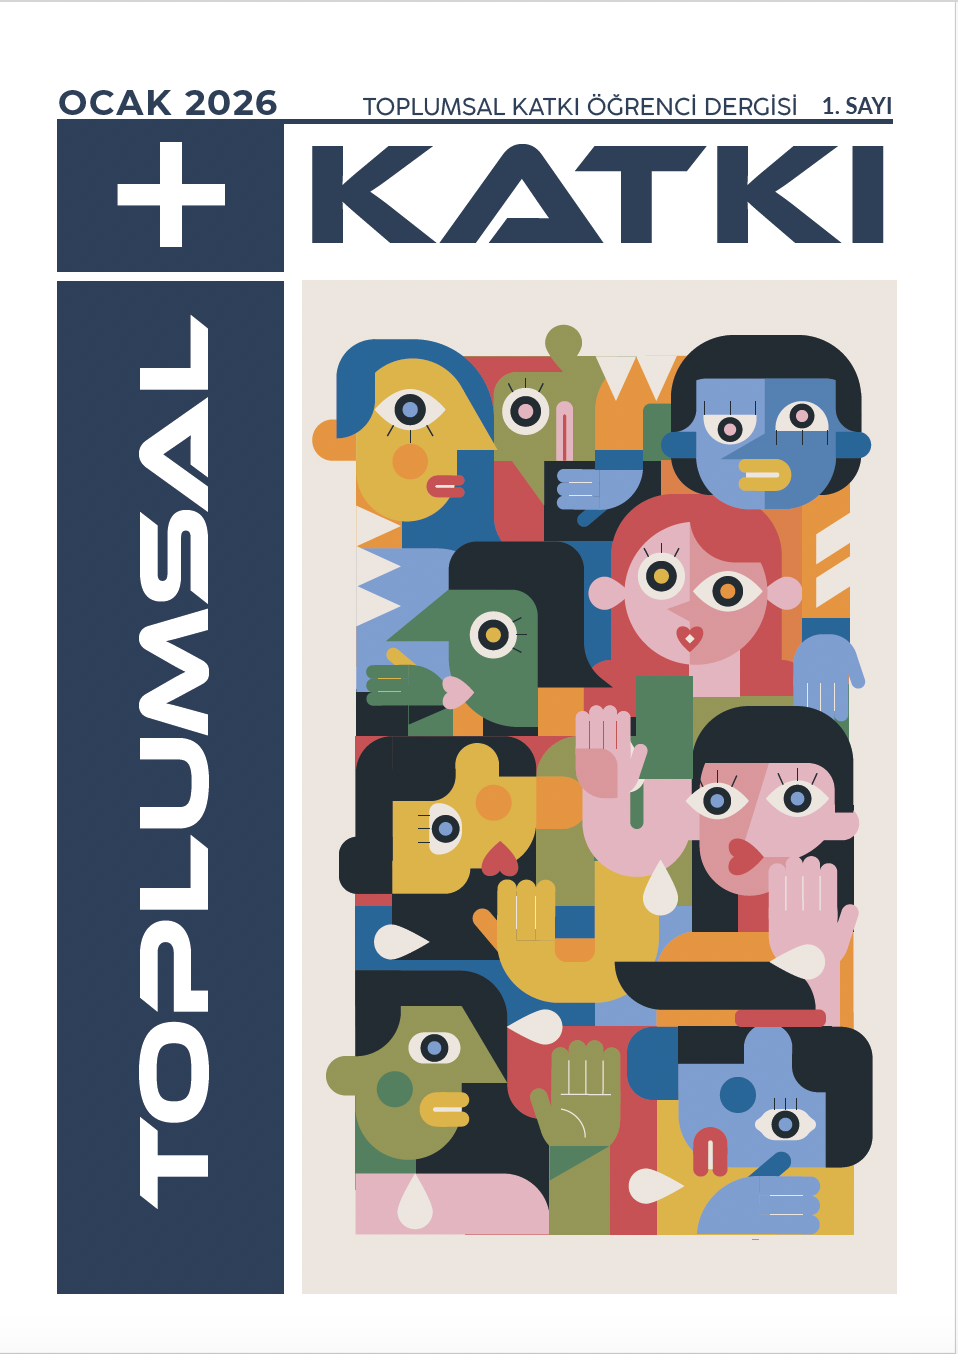 OCAK 2026
TOPLUMSAL KATKI ÖĞRENCİ DERGİSİ
1. SAYI
+
KATKI
TOPLUMSAL